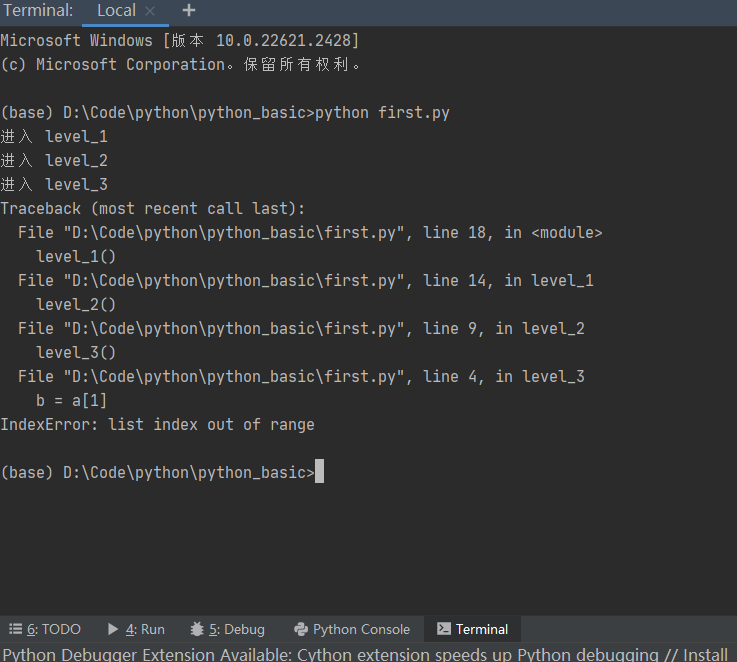 Terminal: Local × +
Microsoft Windows [版本 10.0.22621.2428]
(c) Microsoft Corporation。保留所有权利。
(base) D:\Code\python\python_basic>python first.py
进入 level_1
进入 level_2
进入 level_3
Traceback (most recent call last):
  File "D:\Code\python\python_basic\first.py", line 18, in <module>
    level_1()
  File "D:\Code\python\python_basic\first.py", line 14, in level_1
    level_2()
  File "D:\Code\python\python_basic\first.py", line 9, in level_2
    level_3()
  File "D:\Code\python\python_basic\first.py", line 4, in level_3
    b = a[1]
IndexError: list index out of range
(base) D:\Code\python\python_basic>
6: TODO 4: Run 5: Debug Python Console Terminal
Python Debugger Extension Available: Cython extension speeds up Python debugging // Install